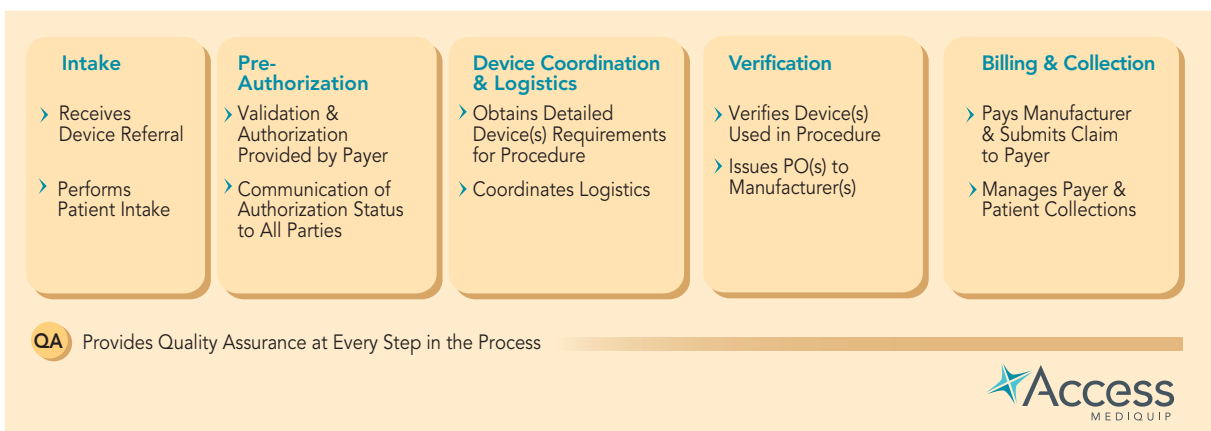 Intake
Receives
Device Referral
Performs
Patient Intake
Pre-
Authorization
Validation &
Authorization
Provided by Payer
Communication of
Authorization Status
to All Parties
Device Coordination
& Logistics
Obtains Detailed
Device(s) Requirements
for Procedure
Coordinates Logistics
Verification
Verifies Device(s)
Used in Procedure
Issues PO(s) to
Manufacturer(s)
Billing & Collection
Pays Manufacturer
& Submits Claim
to Payer
Manages Payer &
Patient Collections
QA Provides Quality Assurance at Every Step in the Process
Access
MEDIQUIP